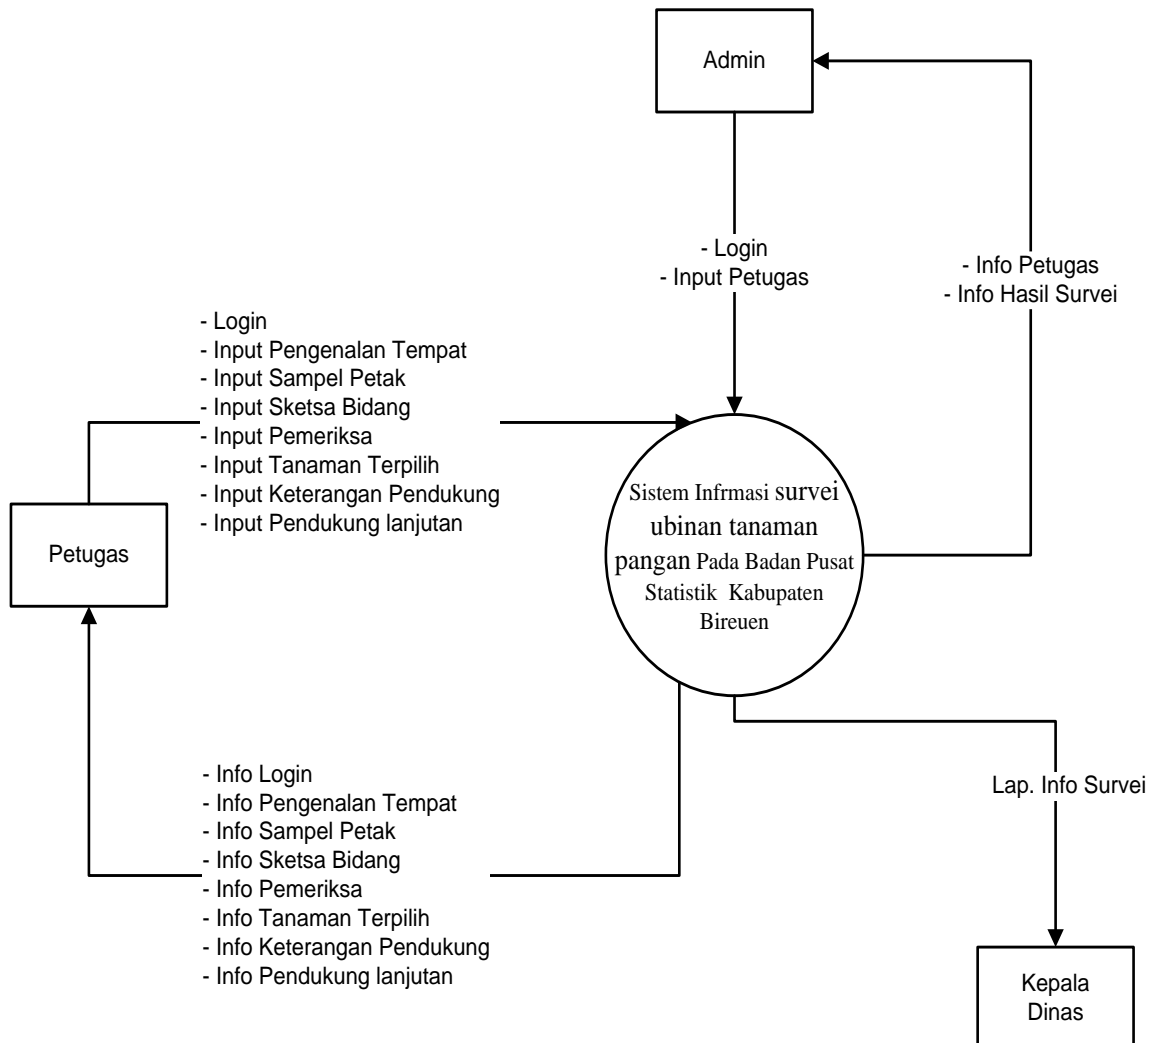 Admin
- Login
- Input Petugas
- Info Petugas
- Info Hasil Survei
- Login
- Input Pengenalan Tempat
- Input Sampel Petak
- Input Sketsa Bidang
- Input Pemeriksa
- Input Tanaman Terpilih
- Input Keterangan Pendukung
- Input Pendukung lanjutan
Petugas
Sistem Infrmasi survei
ubinan tanaman
pangan Pada Badan Pusat
Statistik Kabupaten
Bireuen
- Info Login
- Info Pengenalan Tempat
- Info Sampel Petak
- Info Sketsa Bidang
- Info Pemeriksa
- Info Tanaman Terpilih
- Info Keterangan Pendukung
- Info Pendukung lanjutan
Lap. Info Survei
Kepala
Dinas